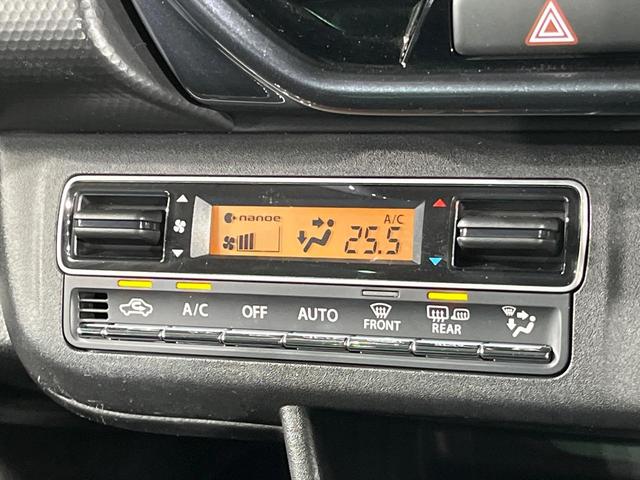 nanoe
A/C
25.5
A/C
OFF
AUTO
FRONT
REAR